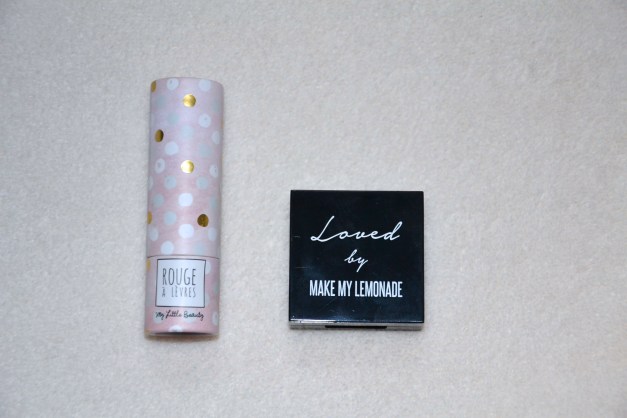 ROUGE
À LÈVRES
My Little Beauty
Loved
by
MAKE MY LEMONADE